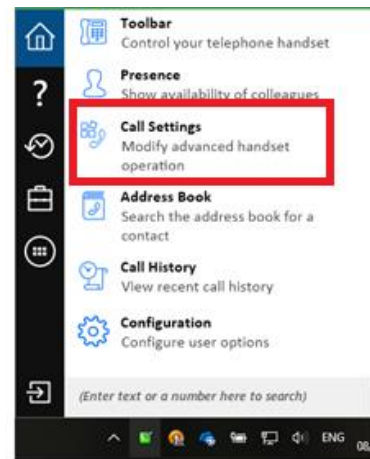 Toolbar
Control your telephone handset
Presence
Show availability of colleagues
?
Call Settings
Modify advanced handset
operation
Address Book
Search the address book for a
contact
Call History
View recent call history
Configuration
Configure user options
(Enter text or a number here to search)
ENG
08